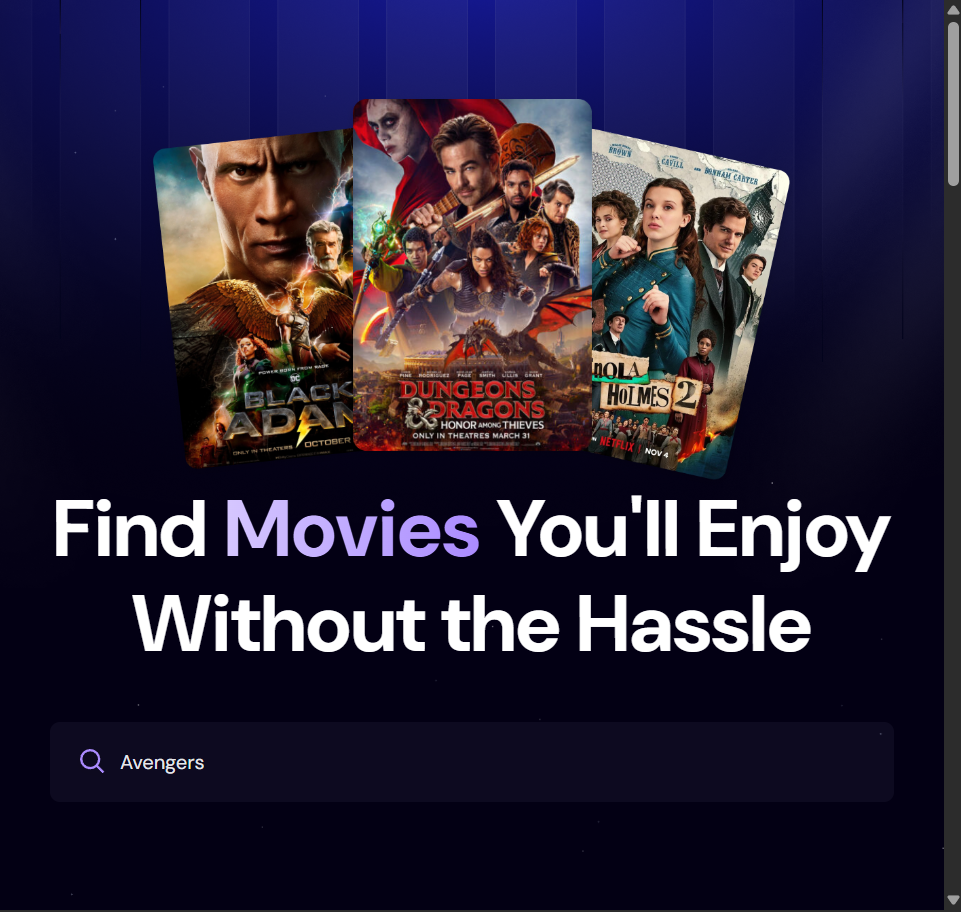 POWER BORN FROM RAGE
DC
BLACK
ADAM
ONLY IN THEATERS OCTOBER
PINE RODRIGUEZ PAGE SMITH LILLIS GRANT
DUNGEONS
& DRAGONS
HONOR AMONG THIEVES
ONLY IN THEATRES MARCH 31
BROWN CAVILL AND BONHAM CARTER
NOLA
HOLMES 2
NETFLIX NOV 4
Find Movies You'll Enjoy
Without the Hassle
Avengers